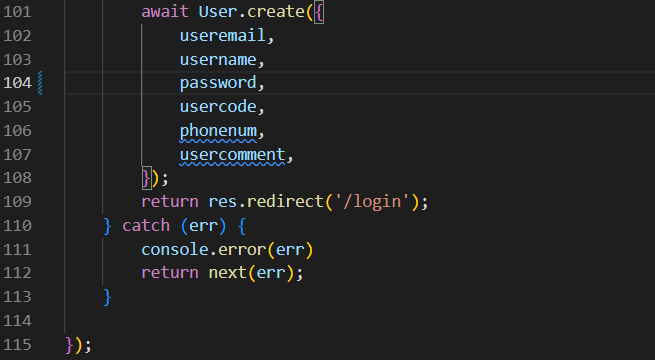 101 await User.create({
102 useremail,
103 username,
104 password,
105 usercode,
106 phonenum,
107 usercomment,
108 });
109 return res.redirect('/login');
110 } catch (err) {
111 console.error(err)
112 return next(err);
113 }
114
115 });